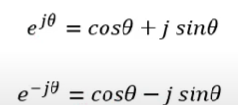 e^{jθ} = cosθ + j sinθ
e^{-jθ} = cosθ − j sinθ